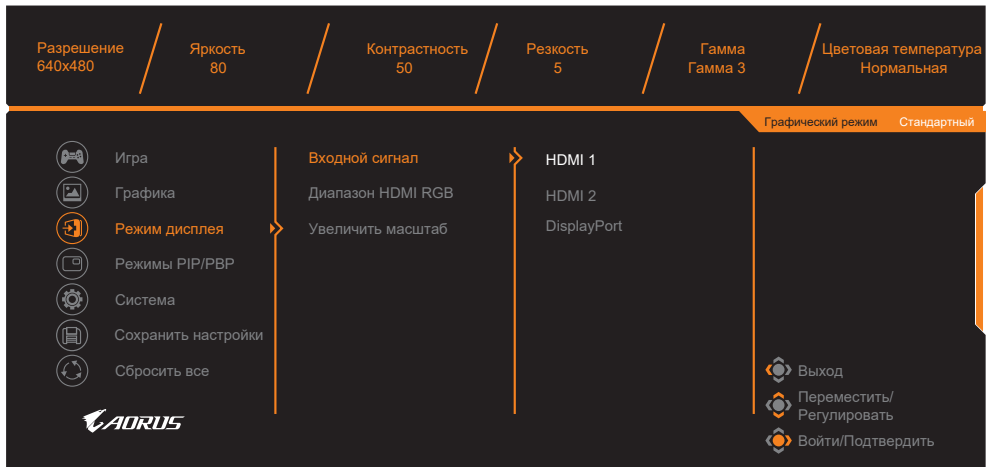 Разрешение
640x480
Яркость
80
Контрастность
50
Резкость
5
Гамма
Гамма 3
Цветовая температура
Нормальная
Графический режим Стандартный
Игра
Графика
Режим дисплея
Режимы PIP/PBP
Система
Сохранить настройки
Сбросить все
Входной сигнал
Диапазон HDMI RGB
Увеличить масштаб
HDMI 1
HDMI 2
DisplayPort
Выход
Переместить/
Регулировать
Войти/Подтвердить
AORUS